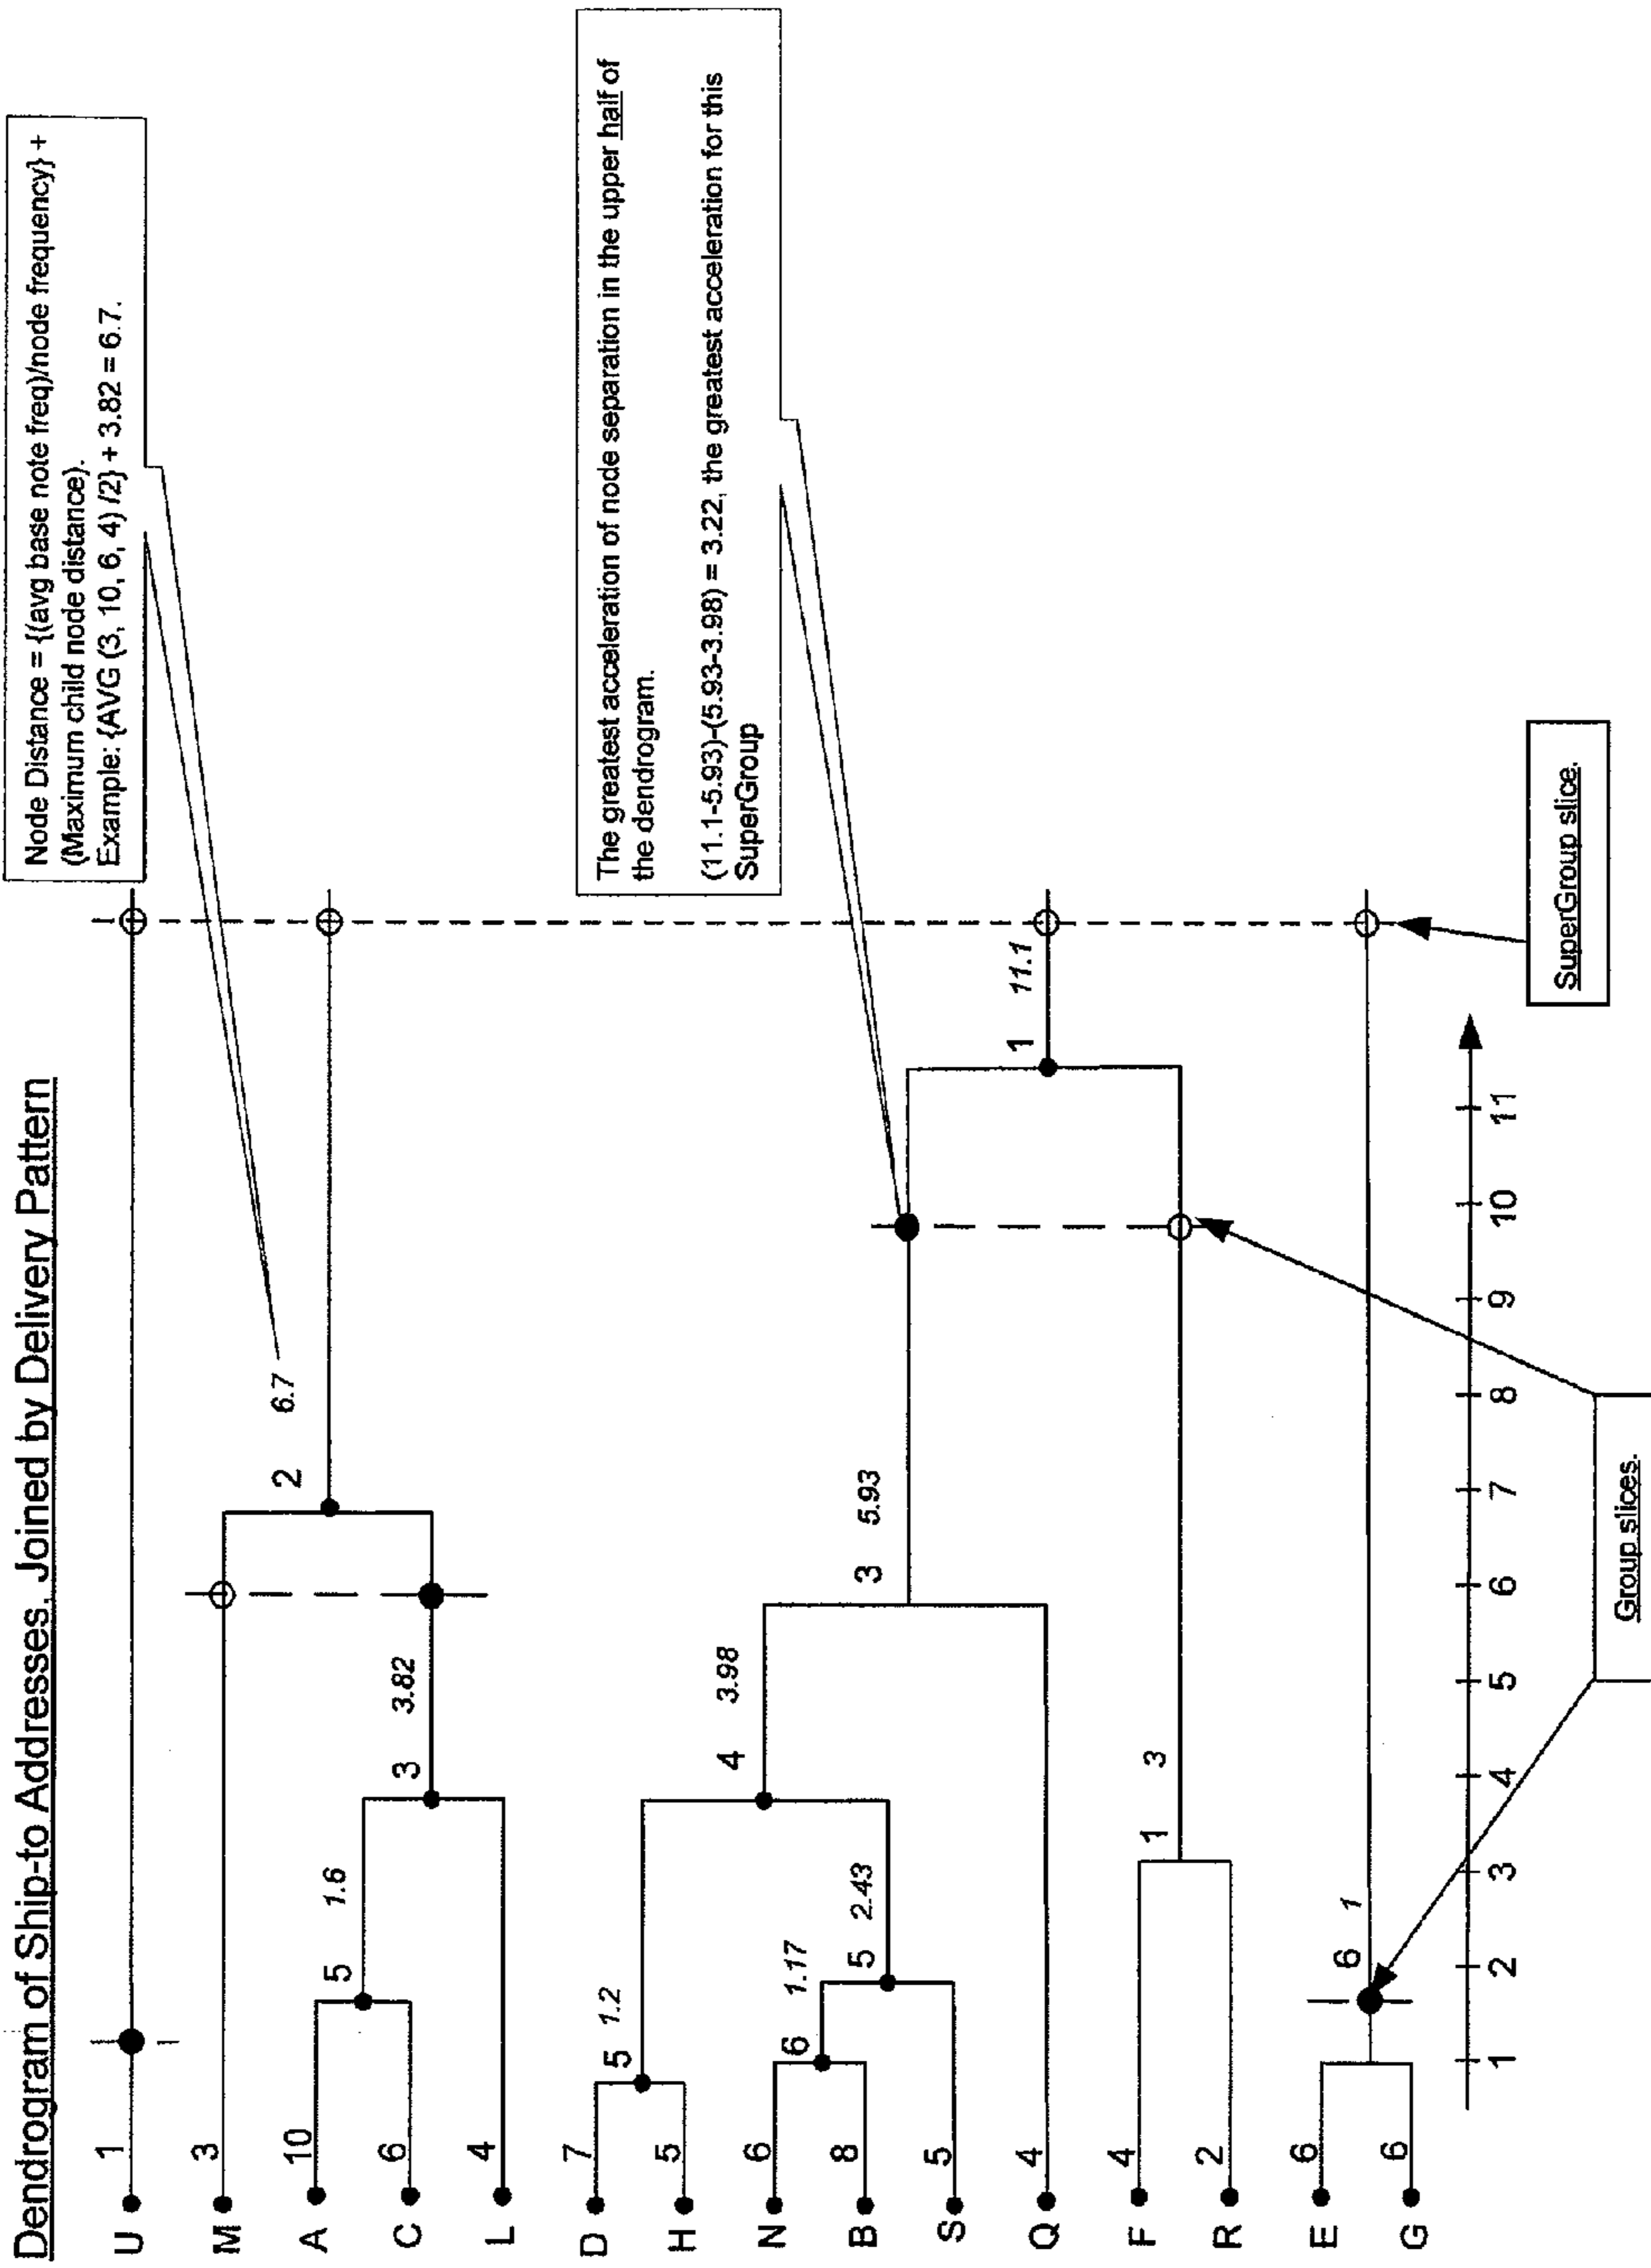 Dendrogram of Ship-to Addresses, Joined by Delivery Pattern
Node Distance = {(avg base note freq)/node frequency} +
(Maximum child node distance).
Example: {AVG (3, 10, 6, 4) /2} + 3.82 = 6.7.
The greatest acceleration of node separation in the upper half of
the dendrogram.
(11.1-5.93)-(5.93-3.98) = 3.22, the greatest acceleration for this
SuperGroup
U 1
M 3
2 6.7
A 10
5 1.6
C 6
3 3.82
L 4
D 7
5 1.2
H 5
4 3.98
N 6
6 1.17
B 8
5 2.43
3 5.93
S 5
Q 4
1 11.1
F 4
1 3
R 2
E 6
6 1
G 6
1 2 3 4 5 6 7 8 9 10 11
SuperGroup slice.
Group slices.